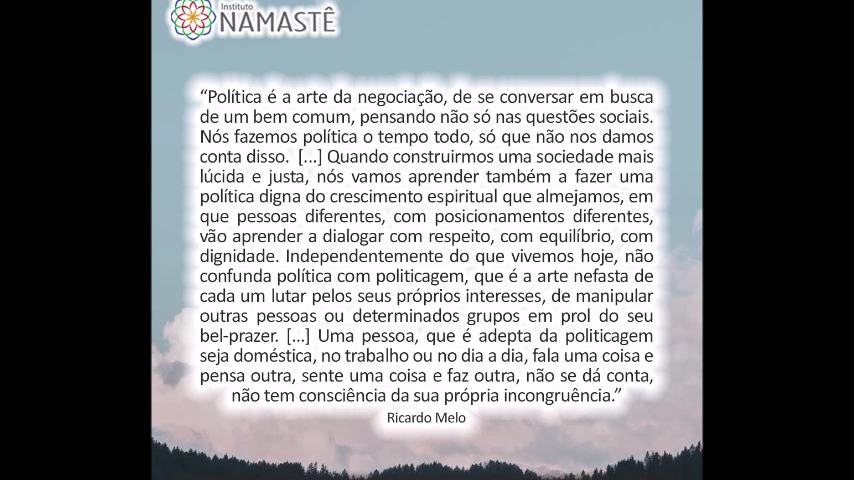 Instituto
NAMASTÊ
“Política é a arte da negociação, de se conversar em busca
de um bem comum, pensando não só nas questões sociais.
Nós fazemos política o tempo todo, só que não nos damos
conta disso. [...] Quando construirmos uma sociedade mais
lúcida e justa, nós vamos aprender também a fazer uma
política digna do crescimento espiritual que almejamos, em
que pessoas diferentes, com posicionamentos diferentes,
vão aprender a dialogar com respeito, com equilíbrio, com
dignidade. Independentemente do que vivemos hoje, não
confunda política com politicagem, que é a arte nefasta de
cada um lutar pelos seus próprios interesses, de manipular
outras pessoas ou determinados grupos em prol do seu
bel-prazer. [...] Uma pessoa, que é adepta da politicagem
seja doméstica, no trabalho ou no dia a dia, fala uma coisa e
pensa outra, sente uma coisa e faz outra, não se dá conta,
não tem consciência da sua própria incongruência.”
Ricardo Melo